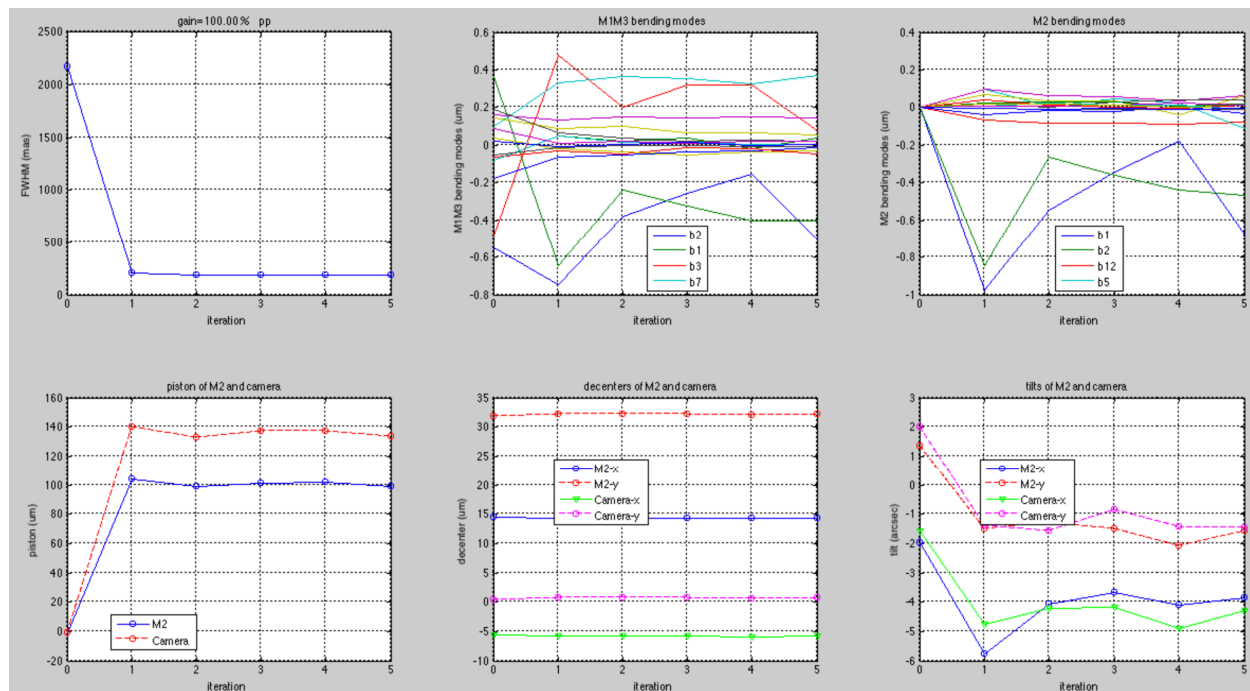 gain=100.00 % pp
FWHM (mas)
2500
2000
1500
1000
500
0
0 1 2 3 4 5
iteration
M1M3 bending modes
M1M3 bending modes (um)
0.6
0.4
0.2
0
-0.2
-0.4
-0.6
-0.8
b2
b1
b3
b7
0 1 2 3 4 5
iteration
M2 bending modes
M2 bending modes (um)
0.4
0.2
0
-0.2
-0.4
-0.6
-0.8
-1
b1
b2
b12
b5
0 1 2 3 4 5
iteration
piston of M2 and camera
piston (um)
160
140
120
100
80
60
40
20
0
-20
M2
Camera
0 1 2 3 4 5
iteration
decenters of M2 and camera
decenter (um)
35
30
25
20
15
10
5
0
-5
-10
M2-x
M2-y
Camera-x
Camera-y
0 1 2 3 4 5
iteration
tilts of M2 and camera
tilt (arcsec)
3
2
1
0
-1
-2
-3
-4
-5
-6
M2-x
M2-y
Camera-x
Camera-y
0 1 2 3 4 5
iteration